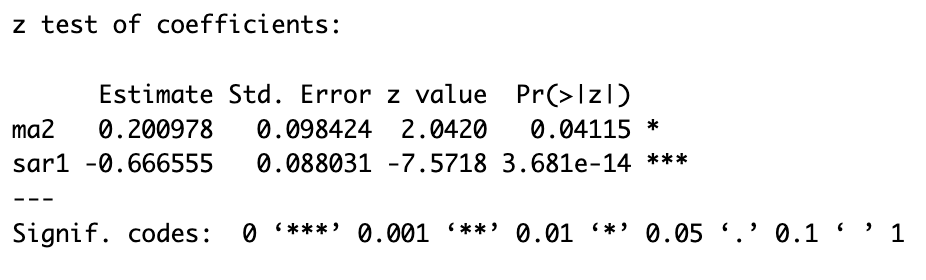 z test of coefficients:
Estimate Std. Error z value Pr(>|z|)
ma2 0.200978 0.098424 2.0420 0.04115 *
sar1 -0.666555 0.088031 -7.5718 3.681e-14 ***
---
Signif. codes: 0 ‘***’ 0.001 ‘**’ 0.01 ‘*’ 0.05 ‘.’ 0.1 ‘ ’ 1